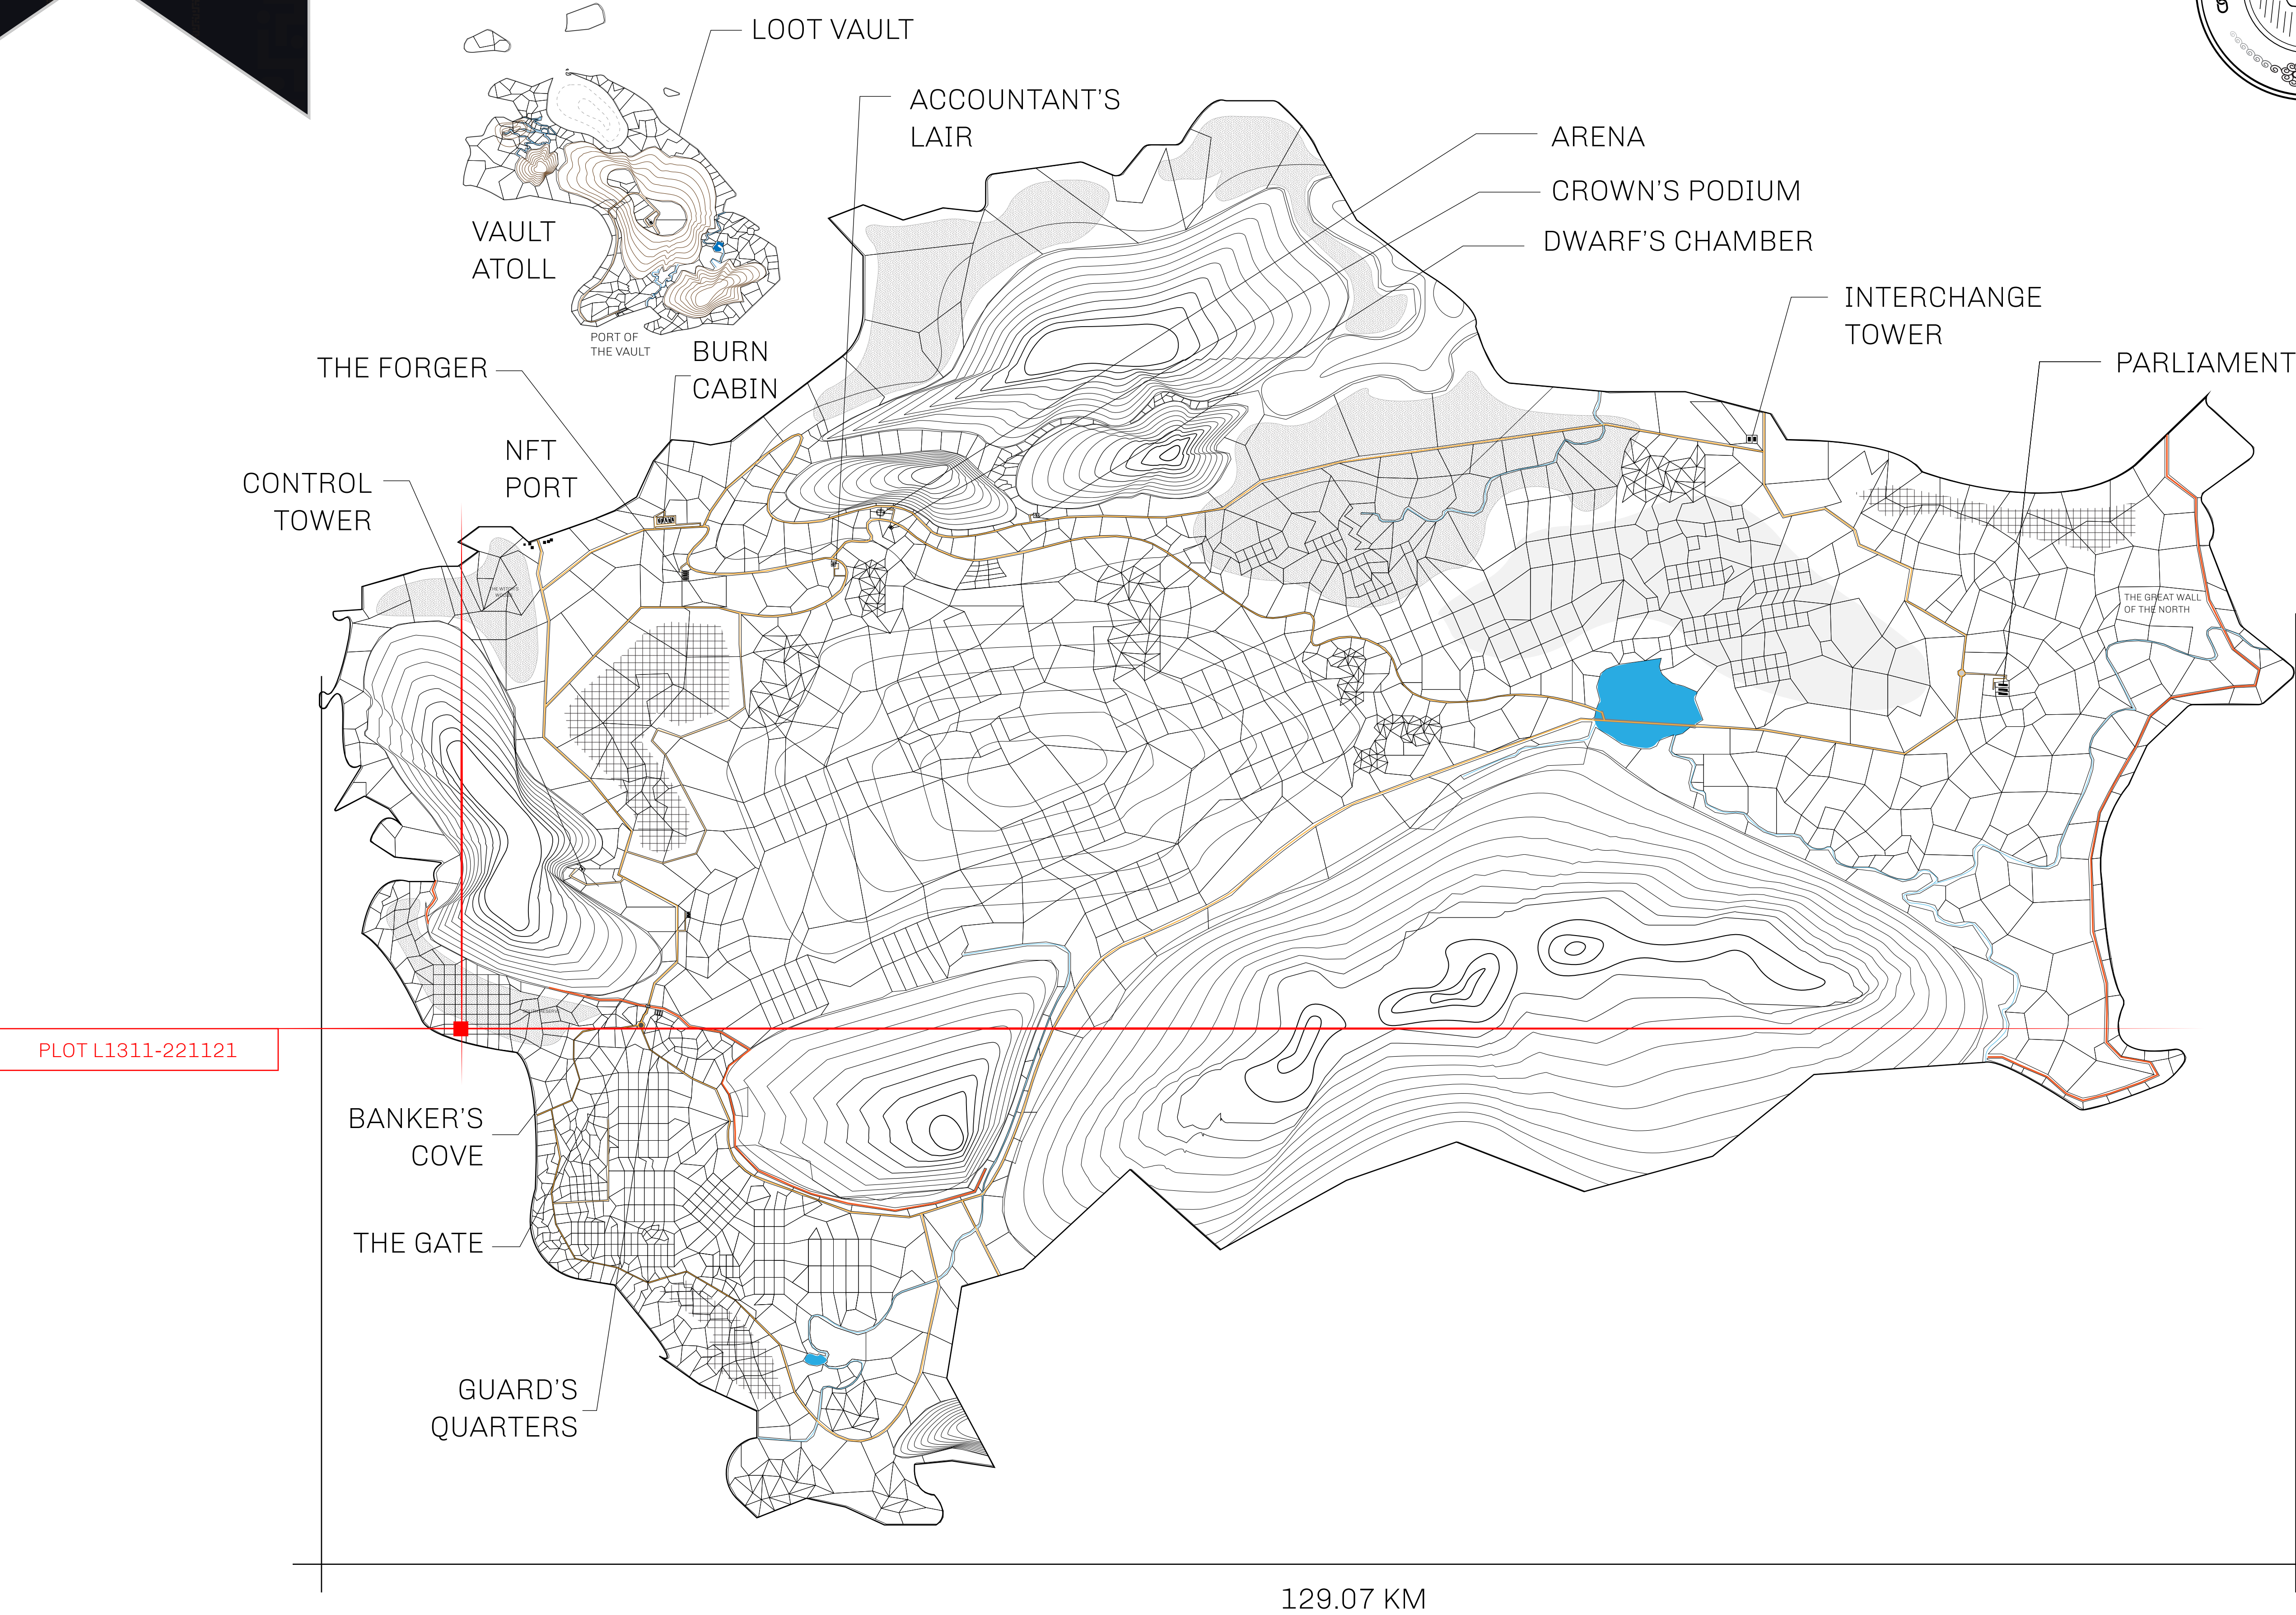 LOOT VAULT
ACCOUNTANT'S
LAIR
ARENA
CROWN'S PODIUM
DWARF'S CHAMBER
VAULT
ATOLL
INTERCHANGE
TOWER
PORT OF
THE VAULT
BURN
CABIN
THE FORGER
PARLIAMENT
NFT
PORT
CONTROL
TOWER
THE GREAT WALL
OF THE NORTH
PLOT L1311-221121
BANKER'S
COVE
THE GATE
GUARD'S
QUARTERS
129.07 KM